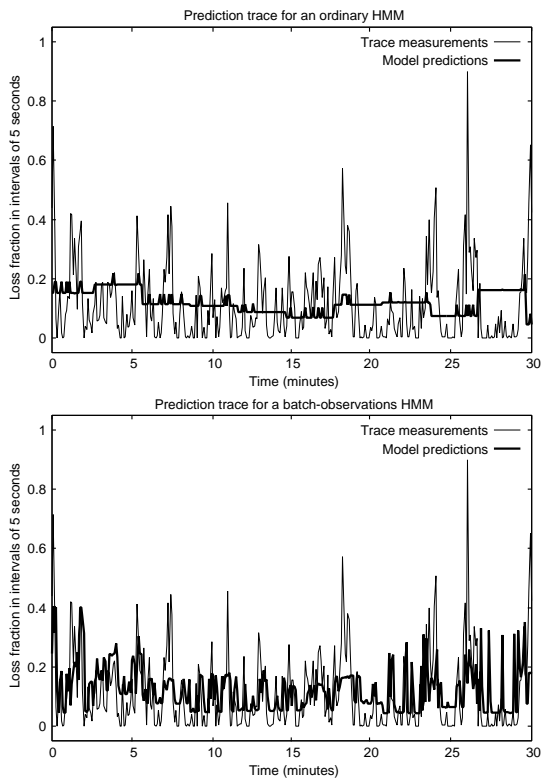 Prediction trace for an ordinary HMM
1
0.8
0.6
0.4
0.2
0
Loss fraction in intervals of 5 seconds
Trace measurements
Model predictions
0 5 10 15 20 25 30
Time (minutes)
Prediction trace for a batch-observations HMM
1
0.8
0.6
0.4
0.2
0
Loss fraction in intervals of 5 seconds
Trace measurements
Model predictions
0 5 10 15 20 25 30
Time (minutes)